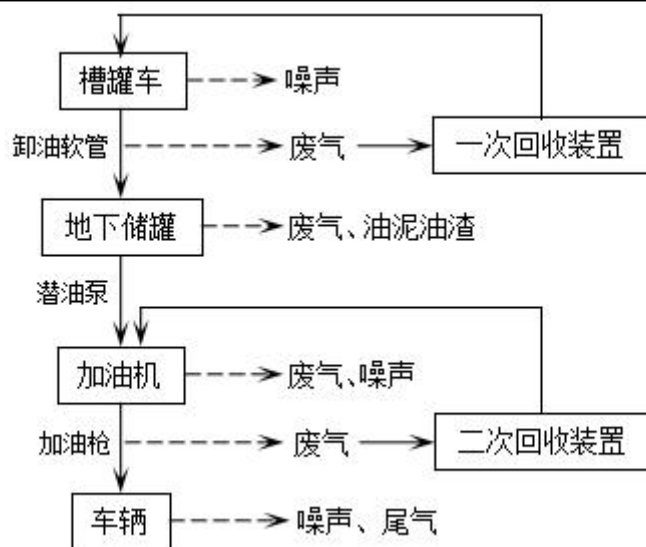 槽罐车 噪声
卸油软管 废气 一次回收装置
地下储罐 废气、油泥油渣
潜油泵
加油机 废气、噪声
加油枪 废气 二次回收装置
车辆 噪声、尾气